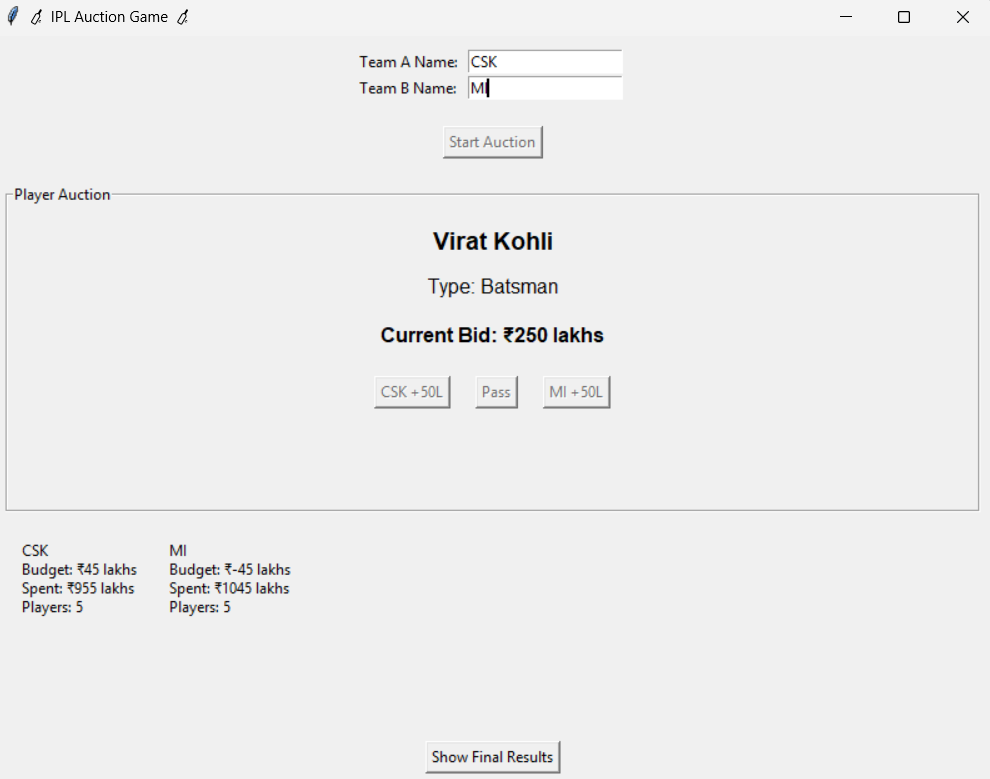 IPL Auction Game
Team A Name: CSK
Team B Name: MI
Start Auction
Player Auction
Virat Kohli
Type: Batsman
Current Bid: ₹250 lakhs
CSK +50L Pass MI +50L
CSK MI
Budget: ₹45 lakhs Budget: ₹-45 lakhs
Spent: ₹955 lakhs Spent: ₹1045 lakhs
Players: 5 Players: 5
Show Final Results